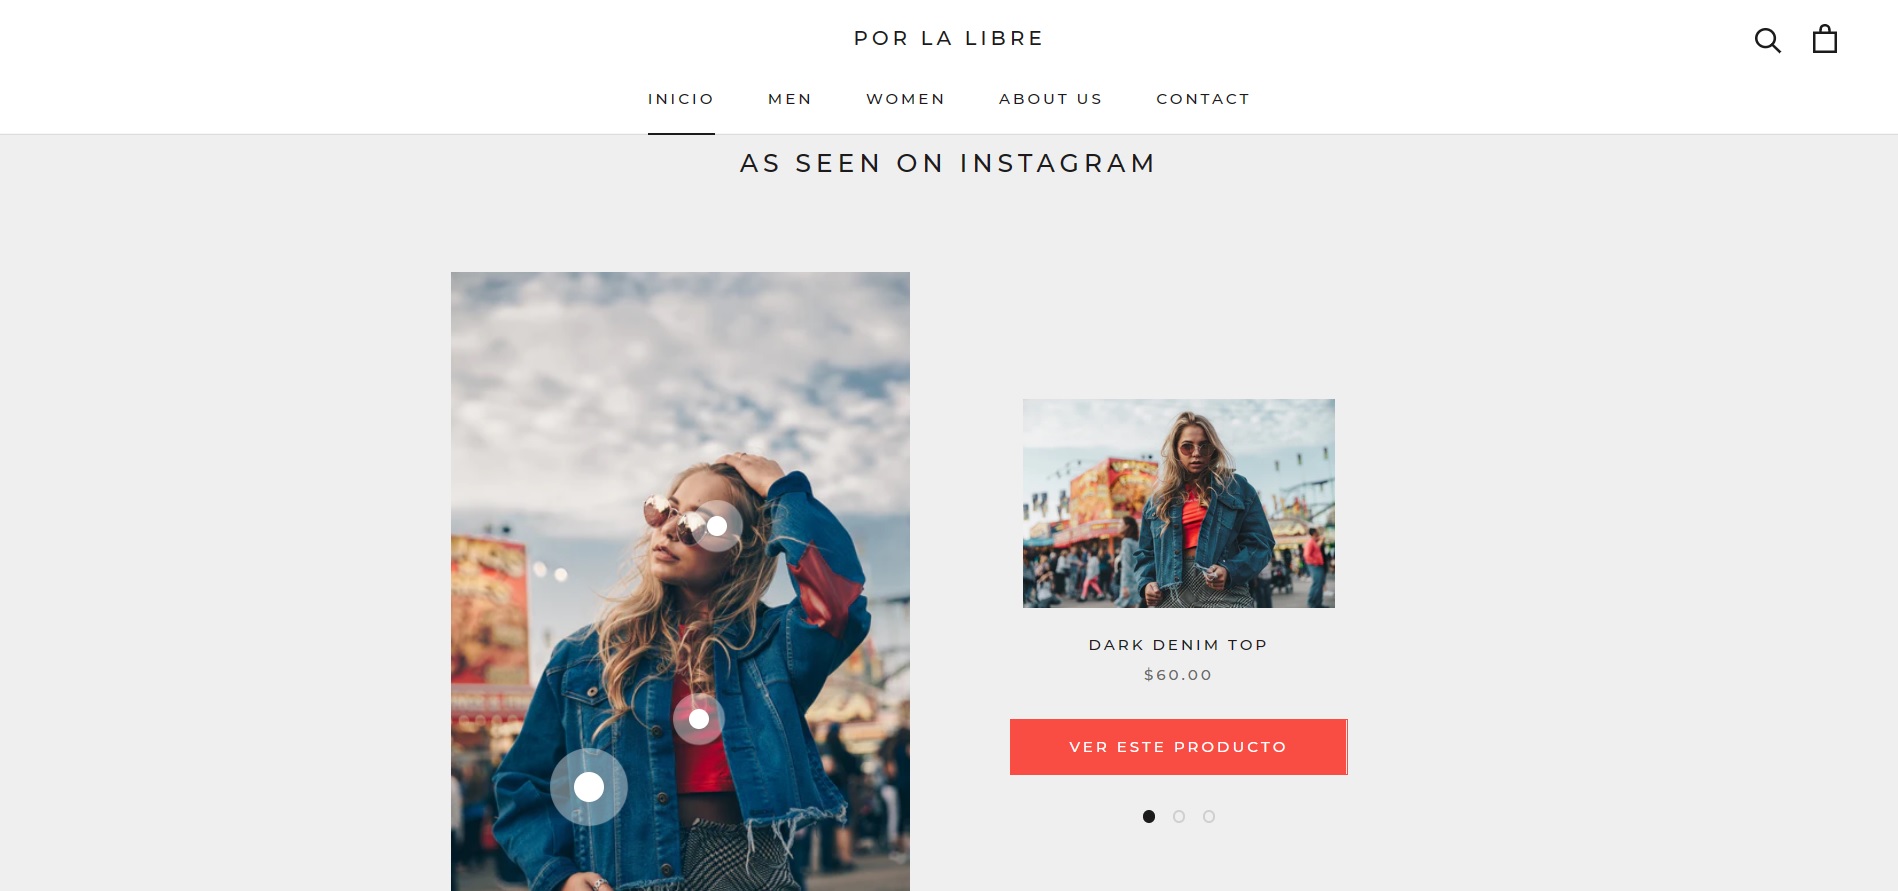 POR LA LIBRE
INICIO MEN WOMEN ABOUT US CONTACT
AS SEEN ON INSTAGRAM
DARK DENIM TOP
$60.00
VER ESTE PRODUCTO